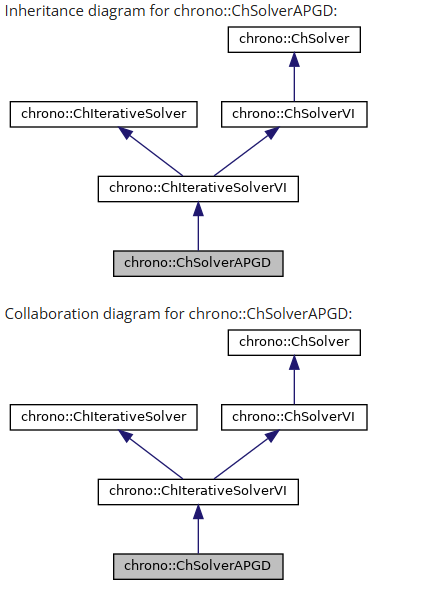 Inheritance diagram for chrono::ChSolverAPGD:
chrono::ChSolver
chrono::ChIterativeSolver
chrono::ChSolverVI
chrono::ChIterativeSolverVI
chrono::ChSolverAPGD
Collaboration diagram for chrono::ChSolverAPGD:
chrono::ChSolver
chrono::ChIterativeSolver
chrono::ChSolverVI
chrono::ChIterativeSolverVI
chrono::ChSolverAPGD